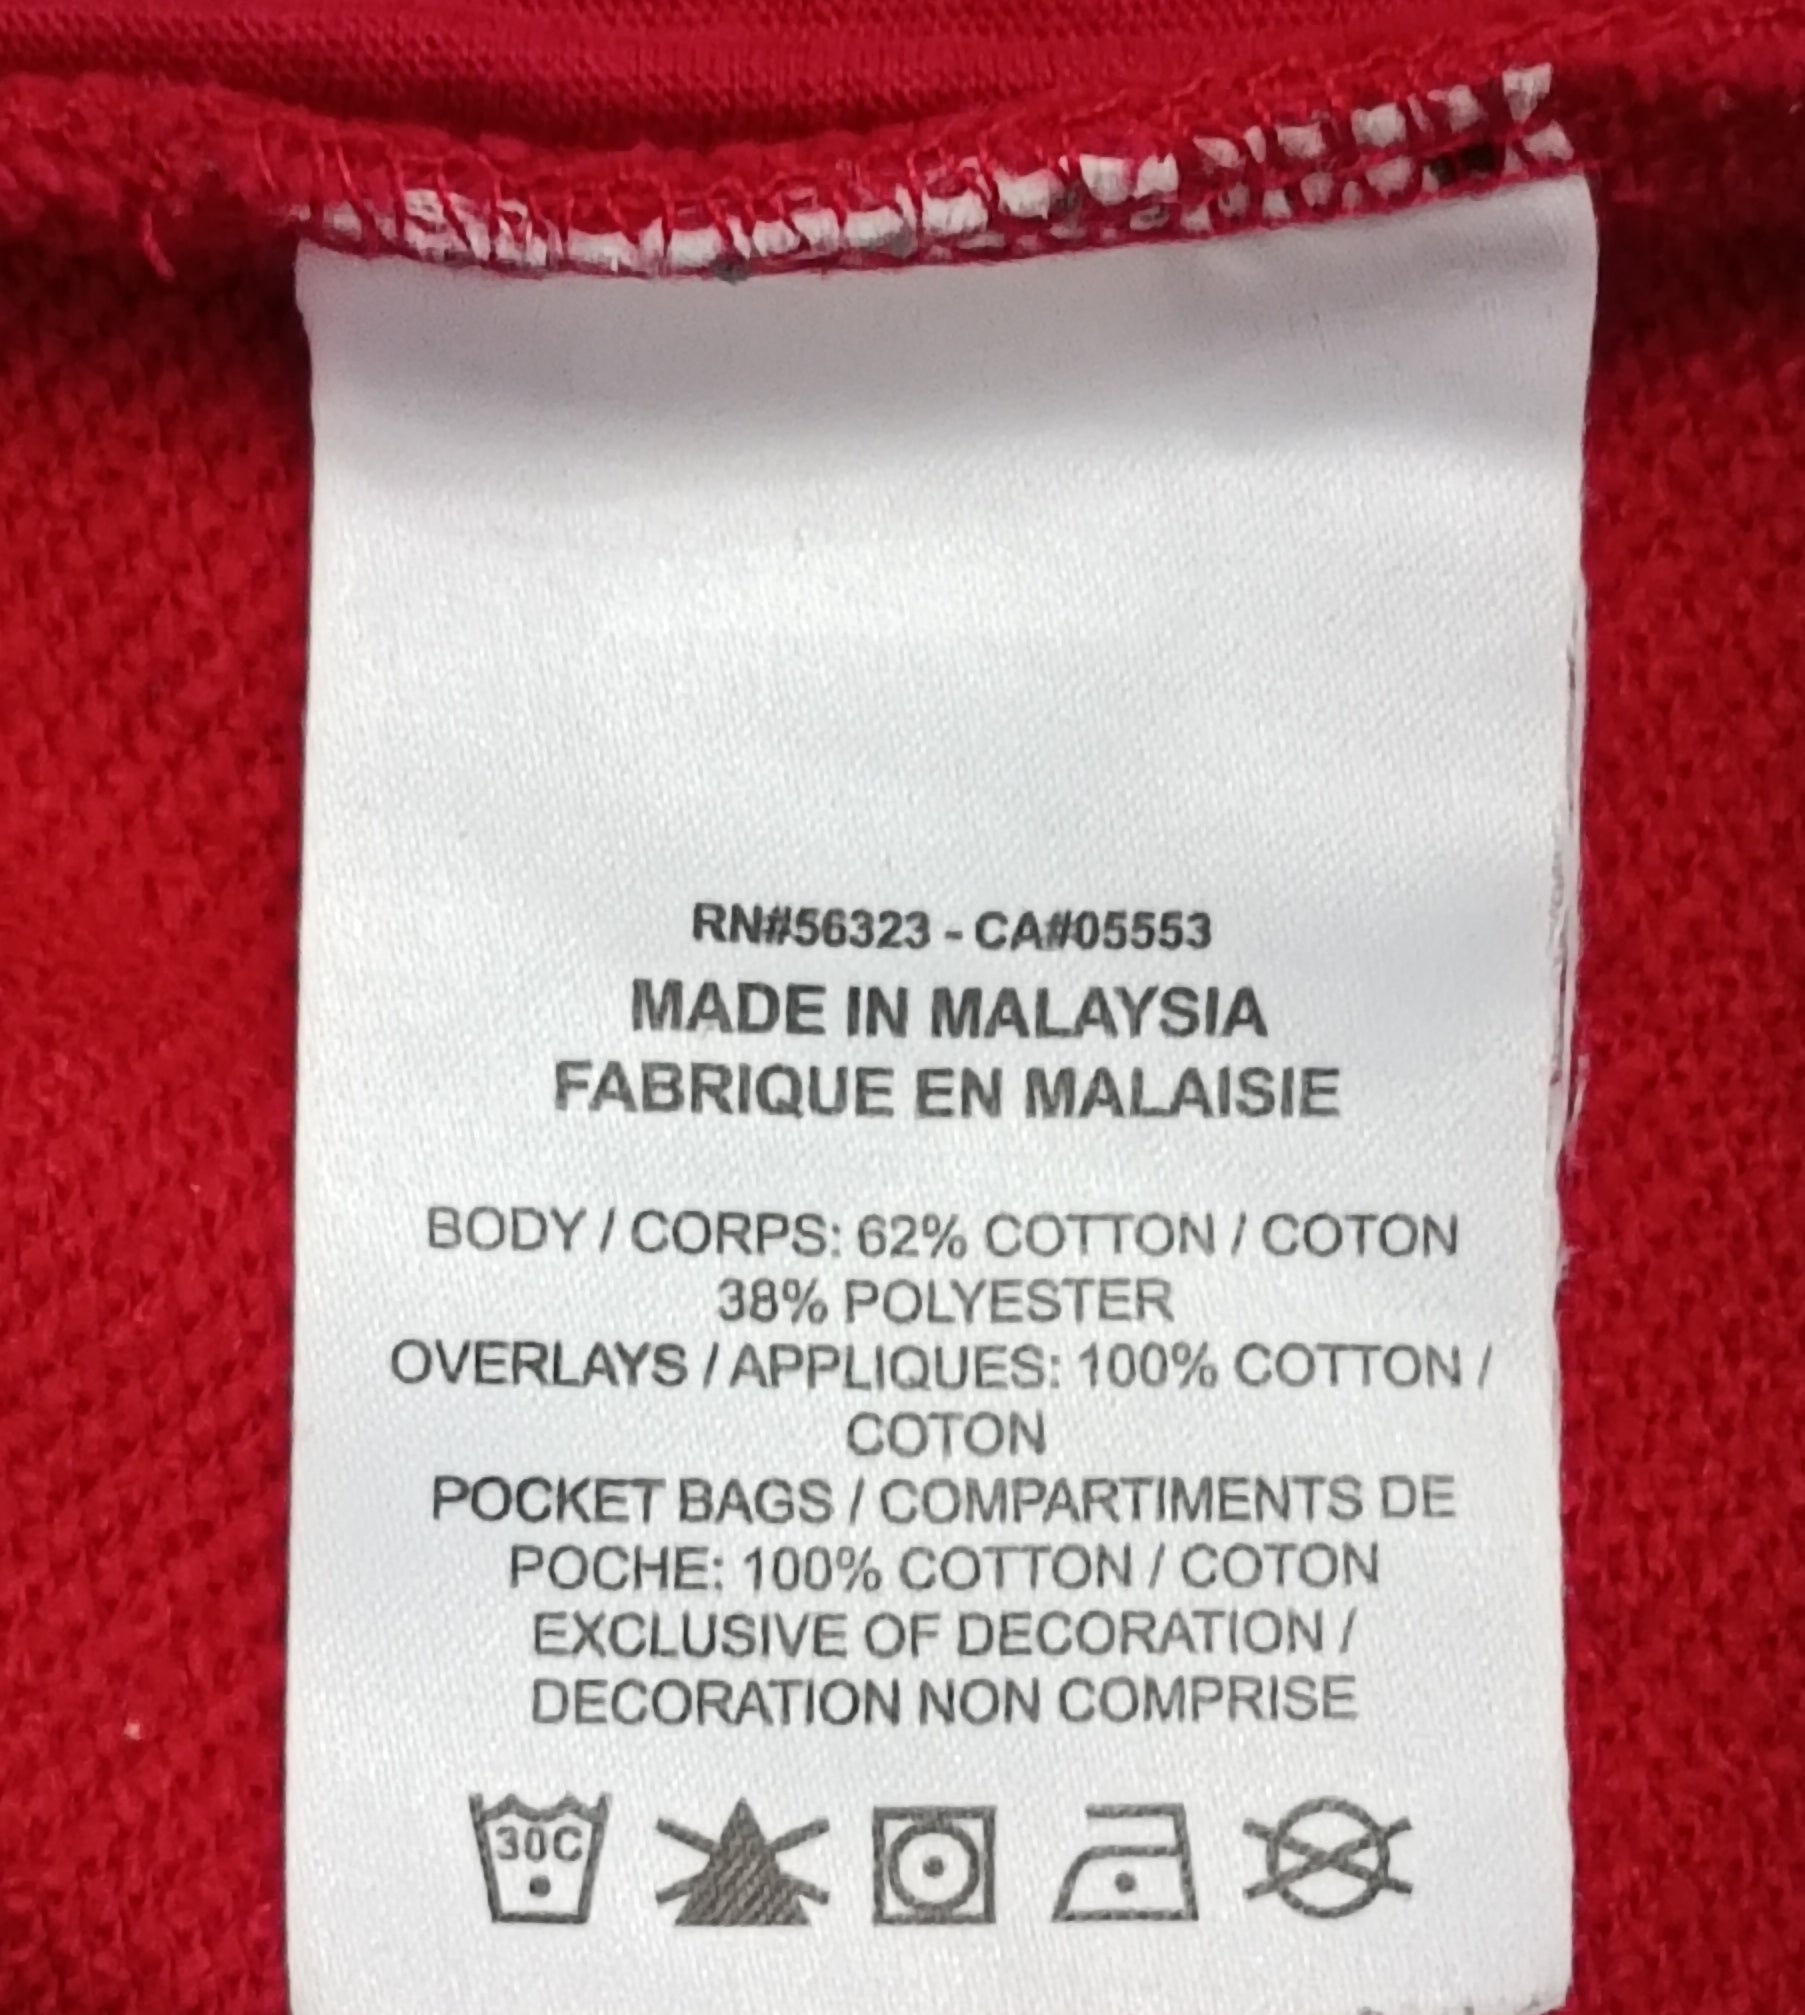 RN#56323 - CA#05553
MADE IN MALAYSIA
FABRIQUE EN MALAISIE
BODY / CORPS: 62% COTTON / COTON
38% POLYESTER
OVERLAYS / APPLIQUES: 100% COTTON /
COTON
POCKET BAGS / COMPARTIMENTS DE
POCHE: 100% COTTON / COTON
EXCLUSIVE OF DECORATION /
DECORATION NON COMPRISE
30C